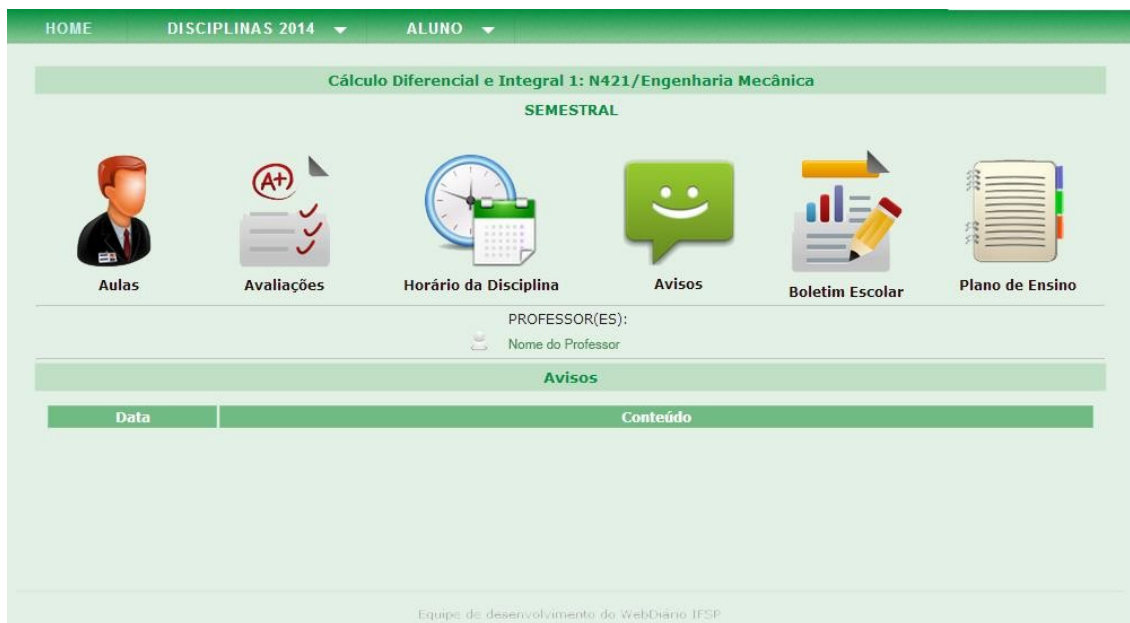 HOME DISCIPLINAS 2014 ALUNO
Cálculo Diferencial e Integral 1: N421/Engenharia Mecânica
SEMESTRAL
A+
Aulas Avaliações Horário da Disciplina Avisos Boletim Escolar Plano de Ensino
PROFESSOR(ES):
Nome do Professor
Avisos
Data Conteúdo
Equipe de desenvolvimento do WebDiário IFSP